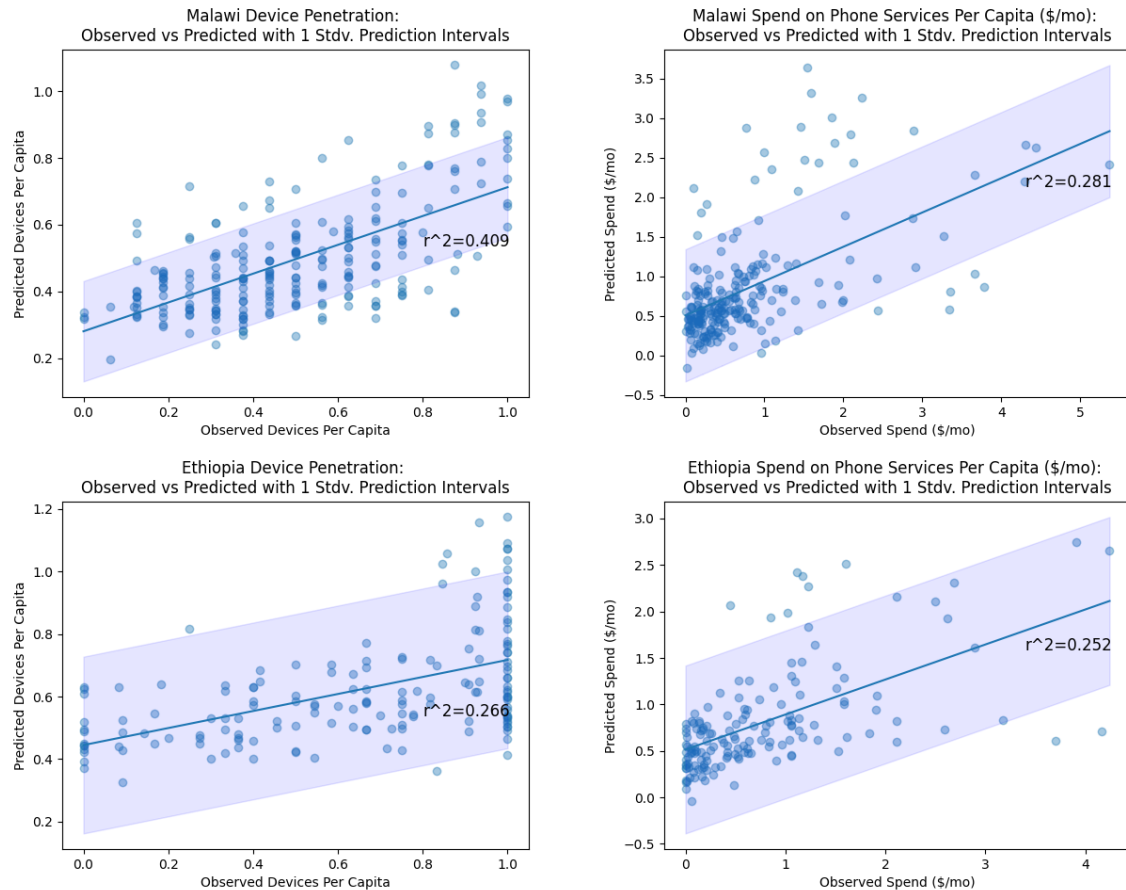 Malawi Device Penetration:
Observed vs Predicted with 1 Stdv. Prediction Intervals
1.0
0.8
0.6
0.4
0.2
Predicted Devices Per Capita
r^2=0.409
0.0 0.2 0.4 0.6 0.8 1.0
Observed Devices Per Capita
Malawi Spend on Phone Services Per Capita ($/mo):
Observed vs Predicted with 1 Stdv. Prediction Intervals
3.5
3.0
2.5
2.0
1.5
1.0
0.5
0.0
−0.5
Predicted Spend ($/mo)
r^2=0.281
0 1 2 3 4 5
Observed Spend ($/mo)
Ethiopia Device Penetration:
Observed vs Predicted with 1 Stdv. Prediction Intervals
1.2
1.0
0.8
0.6
0.4
0.2
Predicted Devices Per Capita
r^2=0.266
0.0 0.2 0.4 0.6 0.8 1.0
Observed Devices Per Capita
Ethiopia Spend on Phone Services Per Capita ($/mo):
Observed vs Predicted with 1 Stdv. Prediction Intervals
3.0
2.5
2.0
1.5
1.0
0.5
0.0
−0.5
Predicted Spend ($/mo)
r^2=0.252
0 1 2 3 4
Observed Spend ($/mo)